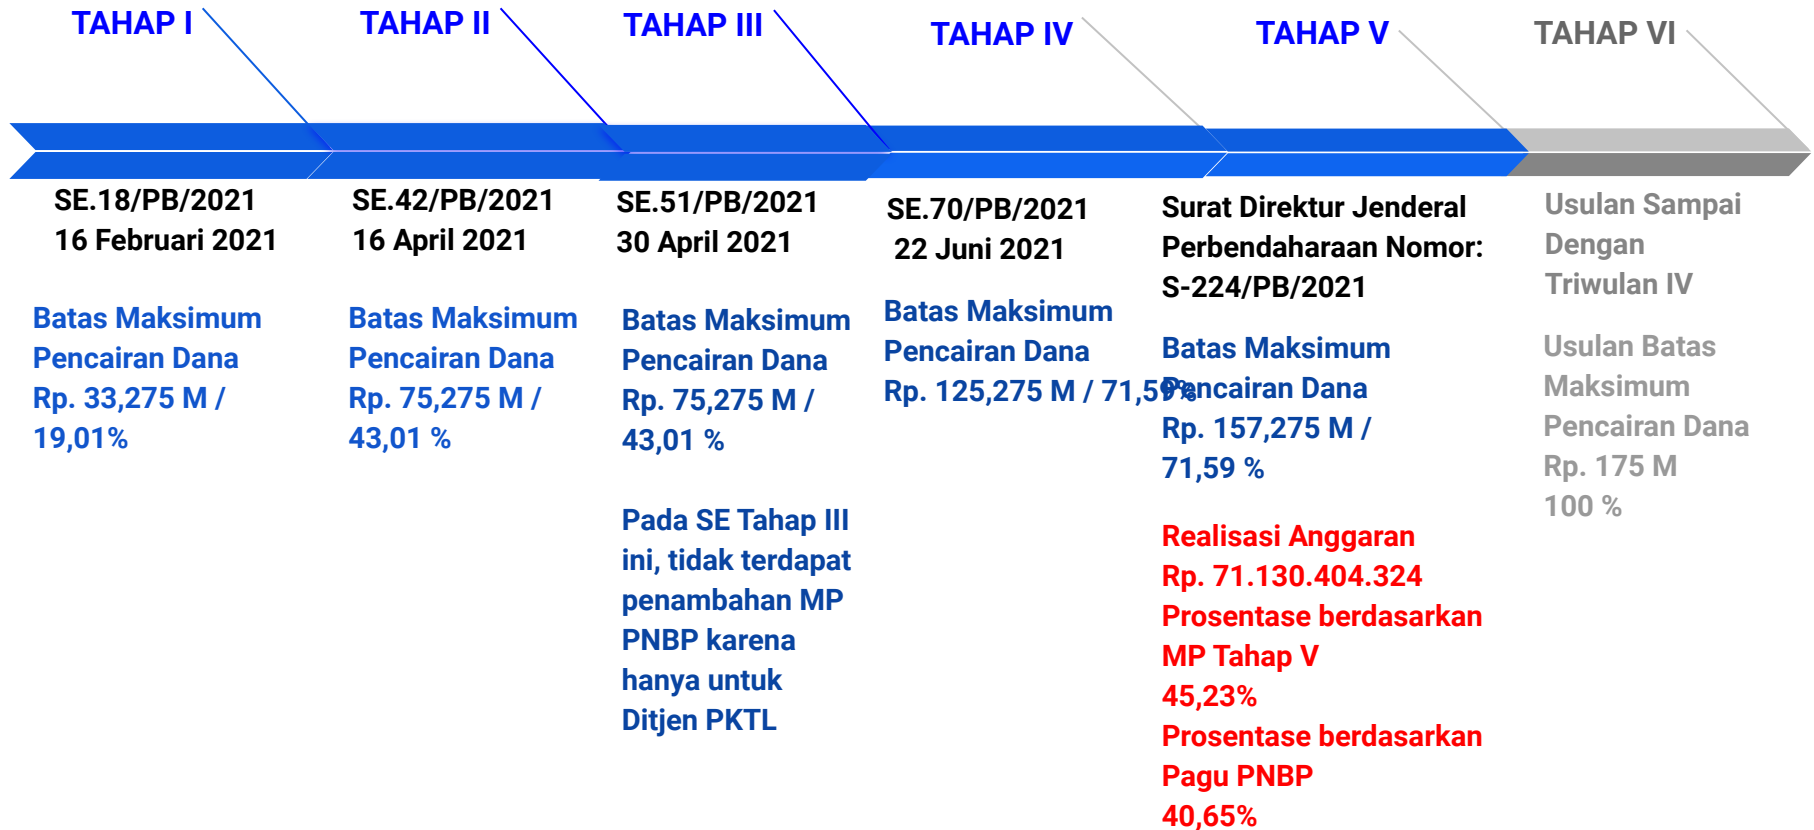 TAHAP I
SE.18/PB/2021
16 Februari 2021
Batas Maksimum
Pencairan Dana
Rp. 33,275 M /
19,01%
TAHAP II
SE.42/PB/2021
16 April 2021
Batas Maksimum
Pencairan Dana
Rp. 75,275 M /
43,01 %
TAHAP III
SE.51/PB/2021
30 April 2021
Batas Maksimum
Pencairan Dana
Rp. 75,275 M /
43,01 %
Pada SE Tahap III
ini, tidak terdapat
penambahan MP
PNBP karena
hanya untuk
Ditjen PKTL
TAHAP IV
SE.70/PB/2021
22 Juni 2021
Batas Maksimum
Pencairan Dana
Rp. 125,275 M / 71,59%
TAHAP V
Surat Direktur Jenderal
Perbendaharaan Nomor:
S-224/PB/2021
Batas Maksimum
Pencairan Dana
Rp. 157,275 M /
71,59 %
Realisasi Anggaran
Rp. 71.130.404.324
Prosentase berdasarkan
MP Tahap V
45,23%
Prosentase berdasarkan
Pagu PNBP
40,65%
TAHAP VI
Usulan Sampai
Dengan
Triwulan IV
Usulan Batas
Maksimum
Pencairan Dana
Rp. 175 M
100 %